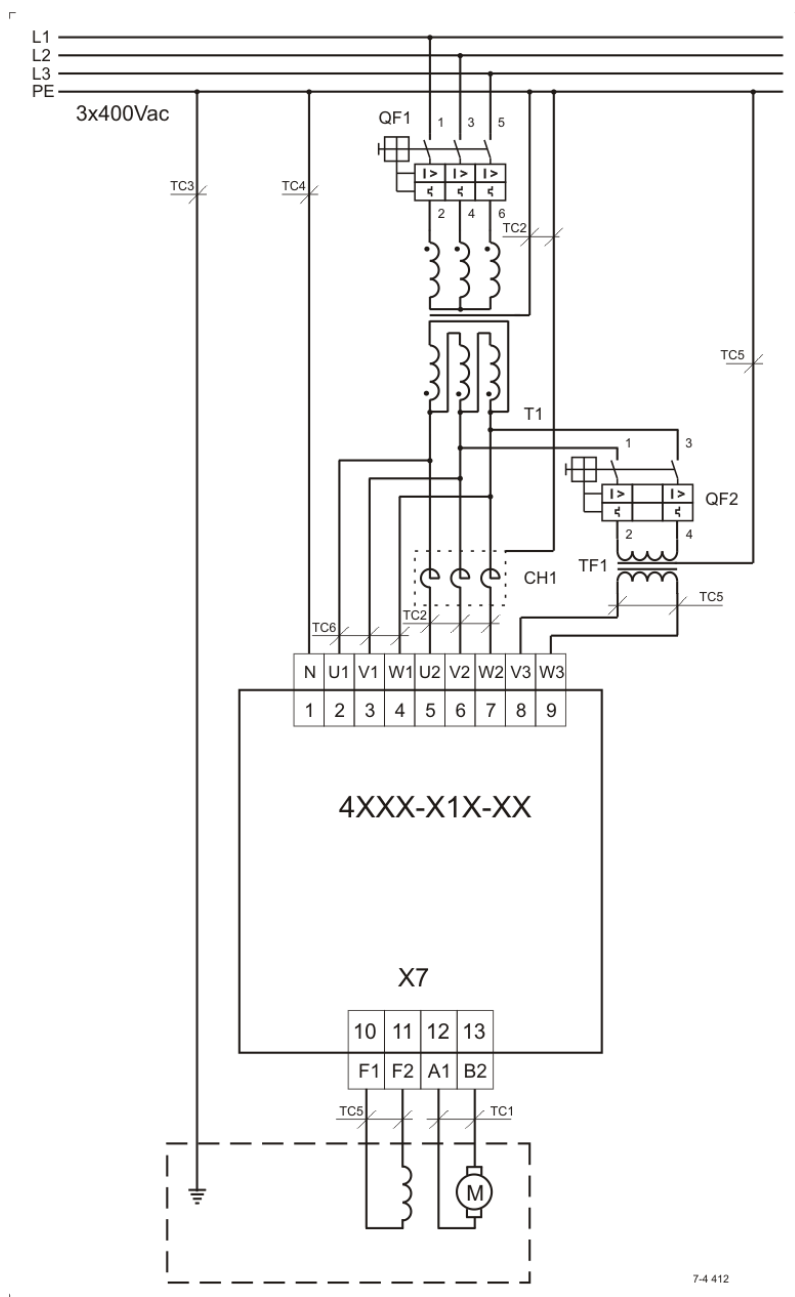 L1
L2
L3
PE
3x400Vac
QF1
1 3 5
TC3
TC4
I > I > I >
2 4 6
TC2
TC5
T1
1 3
QF2
I > I >
2 4
TF1
CH1
TC5
TC2
TC6
N U1 V1 W1 U2 V2 W2 V3 W3
1 2 3 4 5 6 7 8 9
4XXX-X1X-XX
X7
10 11 12 13
F1 F2 A1 B2
TC5 TC1
M
7-4 412